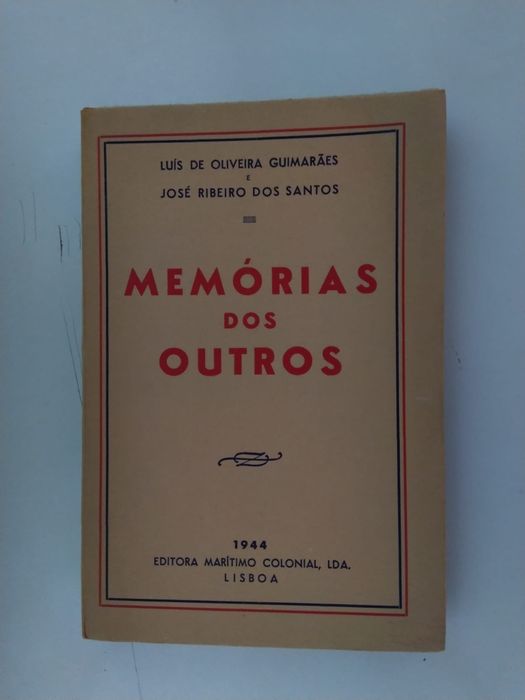 LUÍS DE OLIVEIRA GUIMARÃES
E
JOSÉ RIBEIRO DOS SANTOS
MEMÓRIAS
DOS
OUTROS
1944
EDITORA MARÍTIMO COLONIAL, LDA.
LISBOA